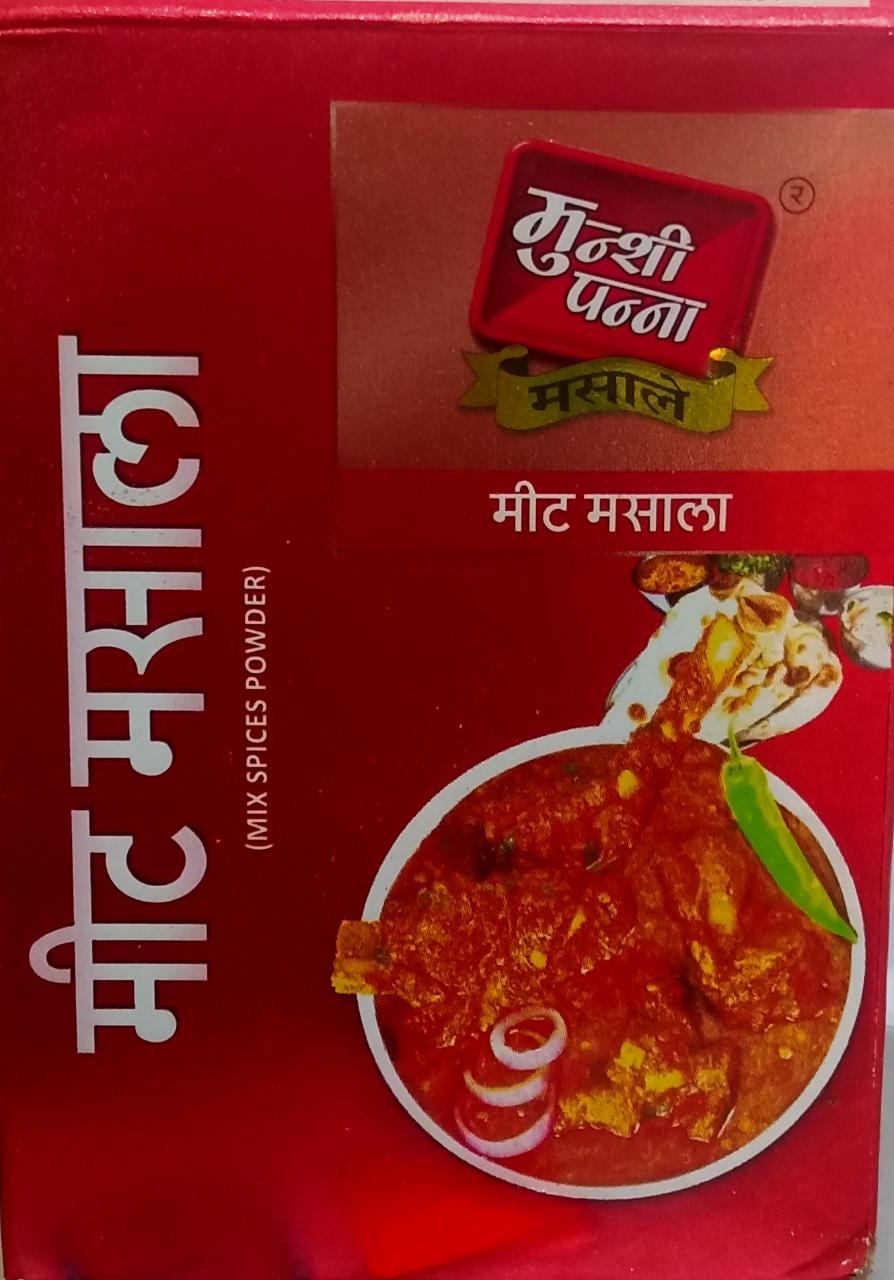 मुन्शी
पन्ना
र
मसाले
मीट मसाला
मीट मसाला
(MIX SPICES POWDER)